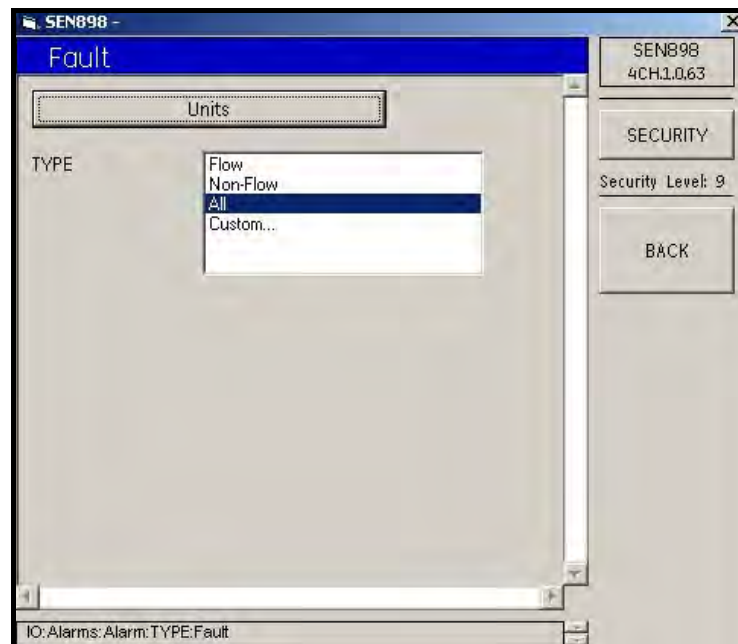 SEN898 -
Fault
SEN898
4CH.1.0.63
Units
SECURITY
Security Level: 9
BACK
TYPE
Flow
Non-Flow
All
Custom...
IO:Alarms:Alarm:TYPE:Fault